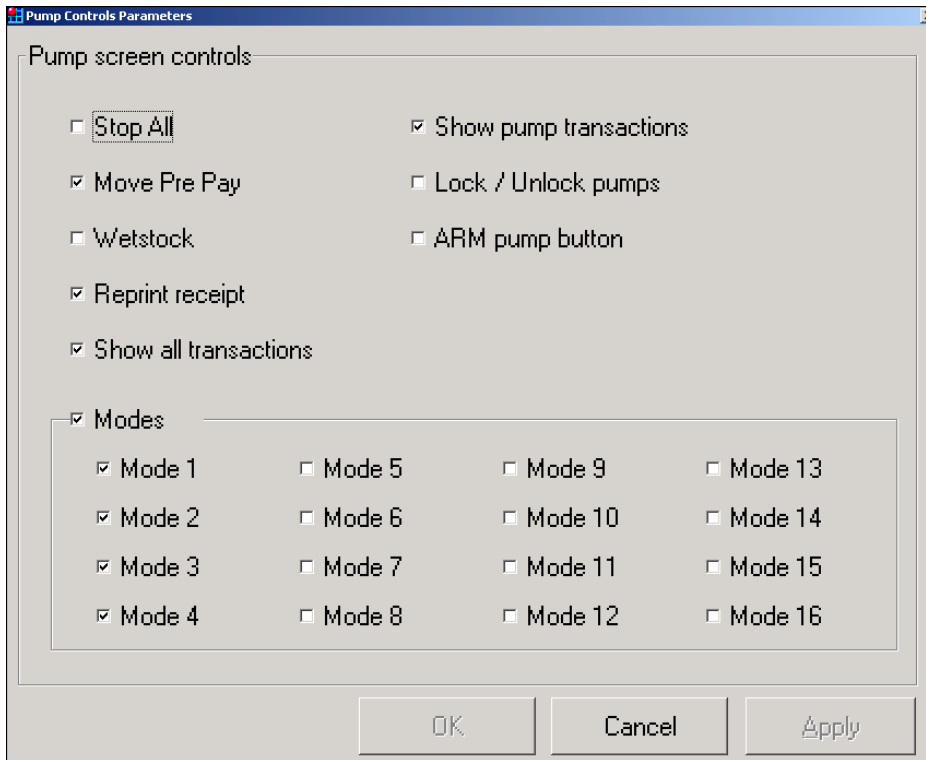 Pump Controls Parameters
Pump screen controls
Stop All
Show pump transactions
Move Pre Pay
Lock / Unlock pumps
Wetstock
ARM pump button
Reprint receipt
Show all transactions
Modes
Mode 1 Mode 5 Mode 9 Mode 13
Mode 2 Mode 6 Mode 10 Mode 14
Mode 3 Mode 7 Mode 11 Mode 15
Mode 4 Mode 8 Mode 12 Mode 16
OK Cancel Apply